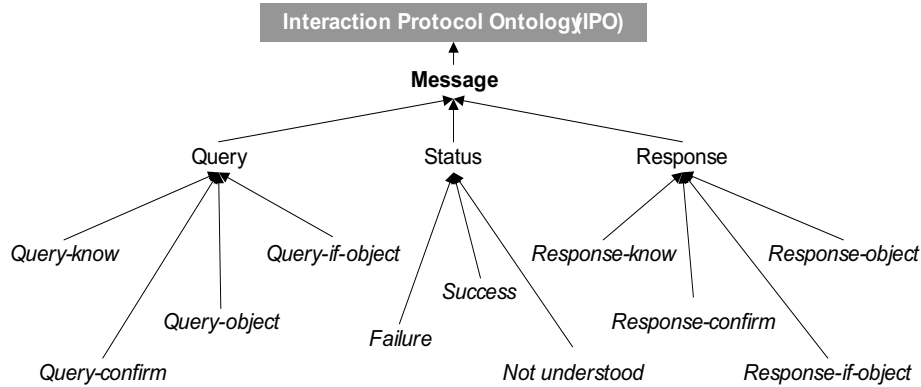 Interaction Protocol Ontology(IPO)
Message
Query Status Response
Query-know Query-if-object Response-know Response-object
Success
Query-object Response-confirm
Failure
Query-confirm Not understood Response-if-object